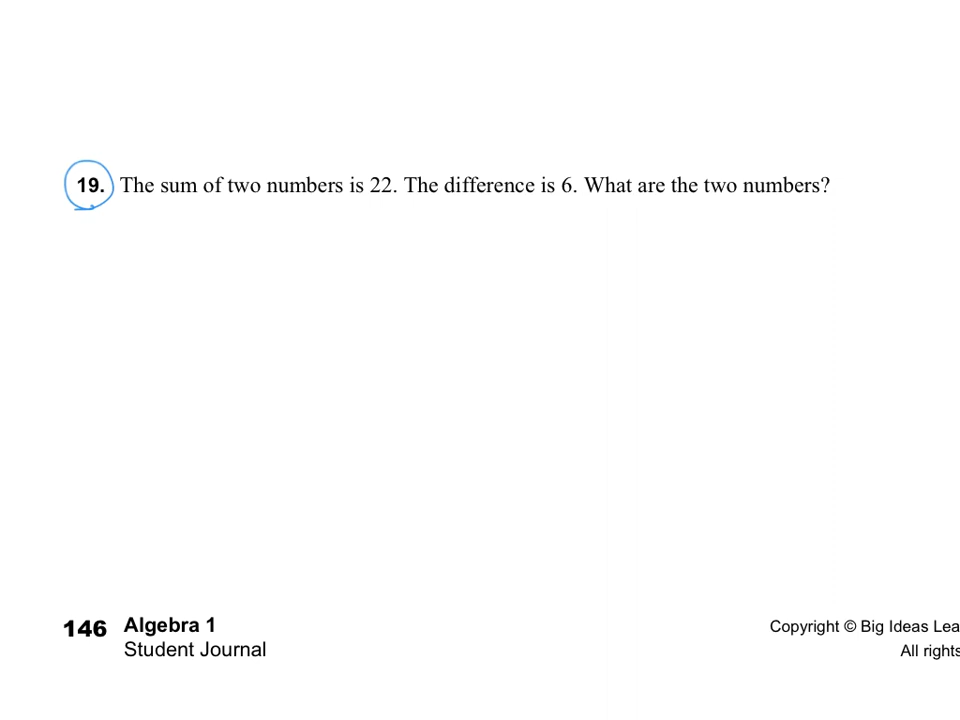 19. The sum of two numbers is 22. The difference is 6. What are the two numbers?
146 Algebra 1
Student Journal
Copyright © Big Ideas Lea
All rights